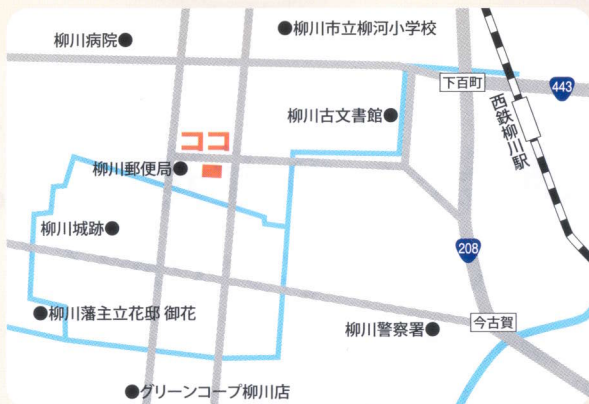 柳川病院
柳川市立柳河小学校
下百町
443
柳川古文書館
西鉄柳川駅
ココ
柳川郵便局
柳川城跡
208
柳川藩主立花邸 御花
柳川警察署
今古賀
グリーンコープ柳川店